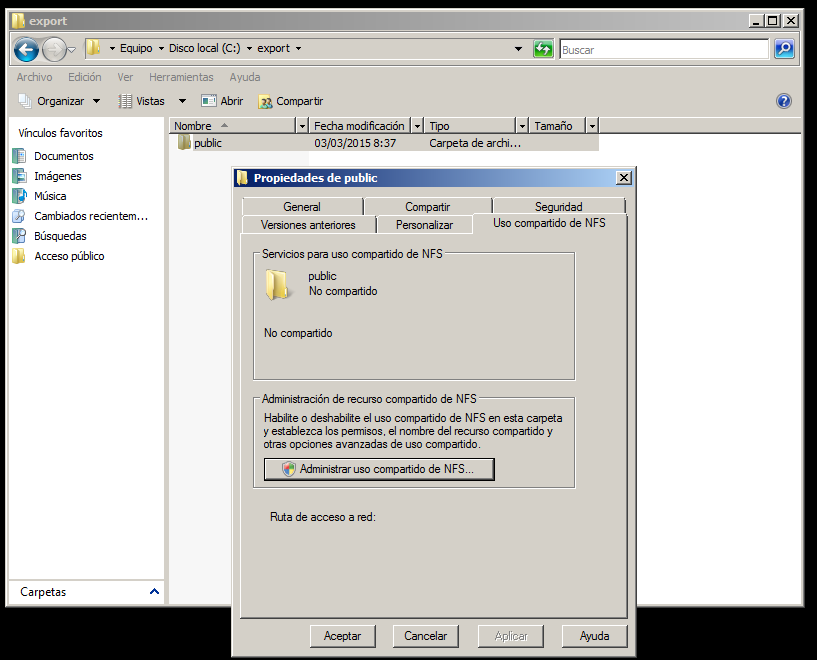 export
Equipo Disco local (C:) export
Buscar
Archivo Edición Ver Herramientas Ayuda
Organizar Vistas Abrir Compartir
Vínculos favoritos
Documentos
Imágenes
Música
Cambiados recientem...
Búsquedas
Acceso público
Carpetas
Nombre Fecha modificación Tipo Tamaño
public 03/03/2015 8:37 Carpeta de archi...
Propiedades de public
General Compartir Seguridad
Versiones anteriores Personalizar Uso compartido de NFS
Servicios para uso compartido de NFS
public
No compartido
No compartido
Administración de recurso compartido de NFS
Habilite o deshabilite el uso compartido de NFS en esta carpeta
y establezca los permisos, el nombre del recurso compartido y
otras opciones avanzadas de uso compartido.
Administrar uso compartido de NFS...
Ruta de acceso a red:
Aceptar Cancelar Aplicar Ayuda